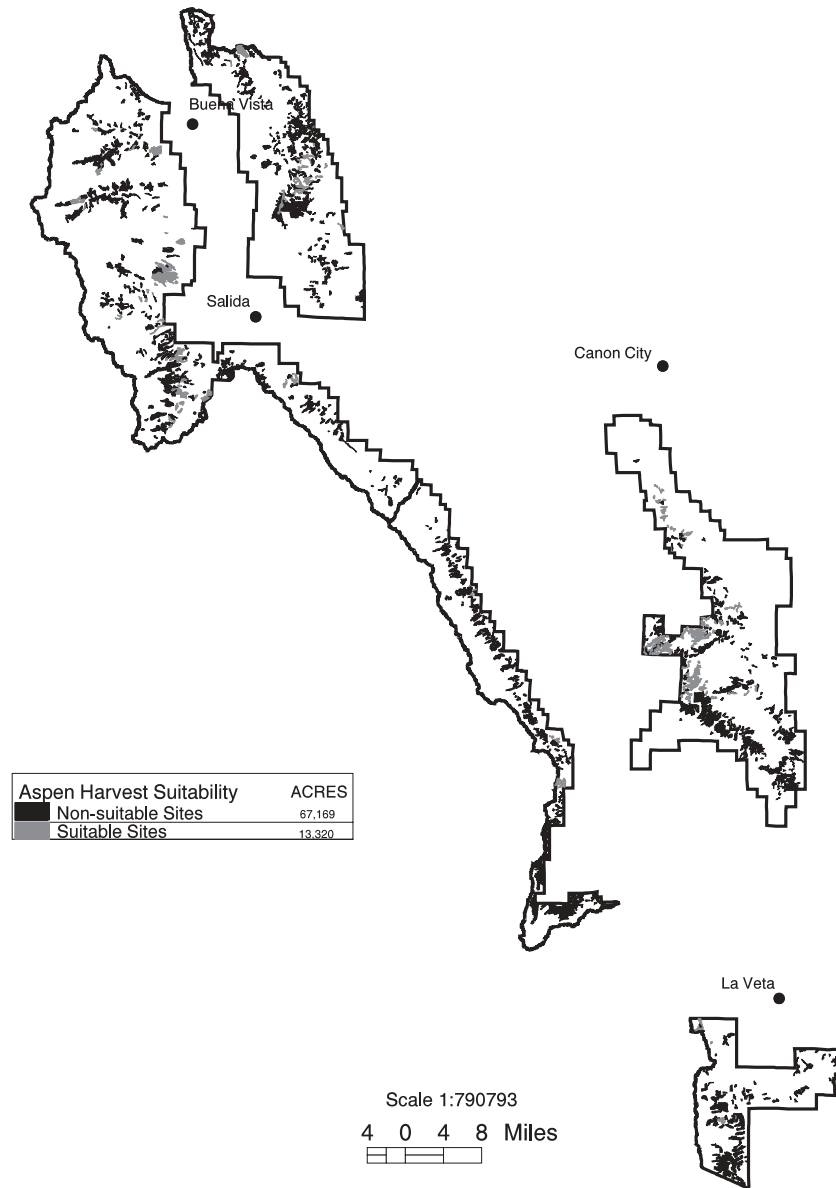 Buena Vista
Salida
Canon City
Aspen Harvest Suitability ACRES
Non-suitable Sites 67,169
Suitable Sites 13.320
La Veta
Scale 1:790793
4 0 4 8 Miles